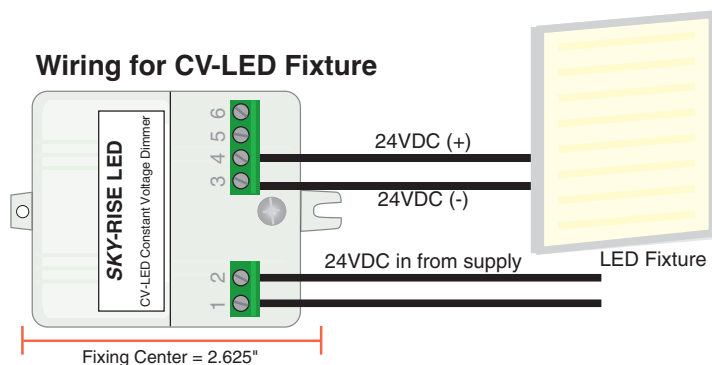 Wiring for CV-LED Fixture
SKY-RISE LED
CV-LED Constant Voltage Dimmer
6
5
4
3
2
1
24VDC (+)
24VDC (-)
24VDC in from supply
LED Fixture
Fixing Center = 2.625"